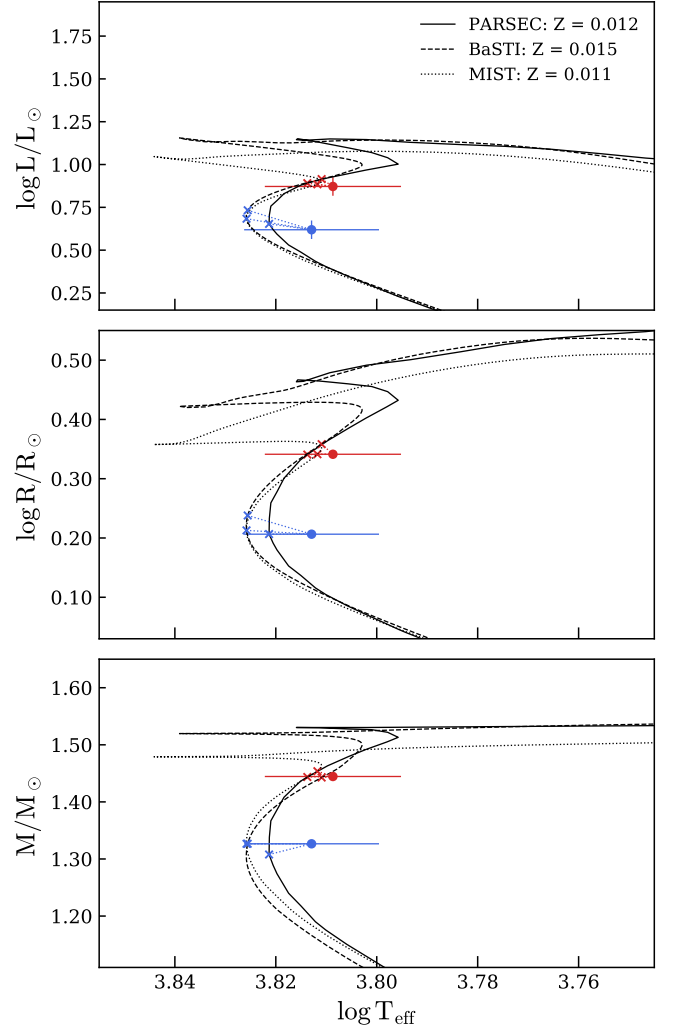 PARSEC: Z = 0.012
BaSTI: Z = 0.015
MIST: Z = 0.011
log L/L⊙
1.75
1.50
1.25
1.00
0.75
0.50
0.25
log R/R⊙
0.50
0.40
0.30
0.20
0.10
M/M⊙
1.60
1.50
1.40
1.30
1.20
3.84 3.82 3.80 3.78 3.76
log T_eff